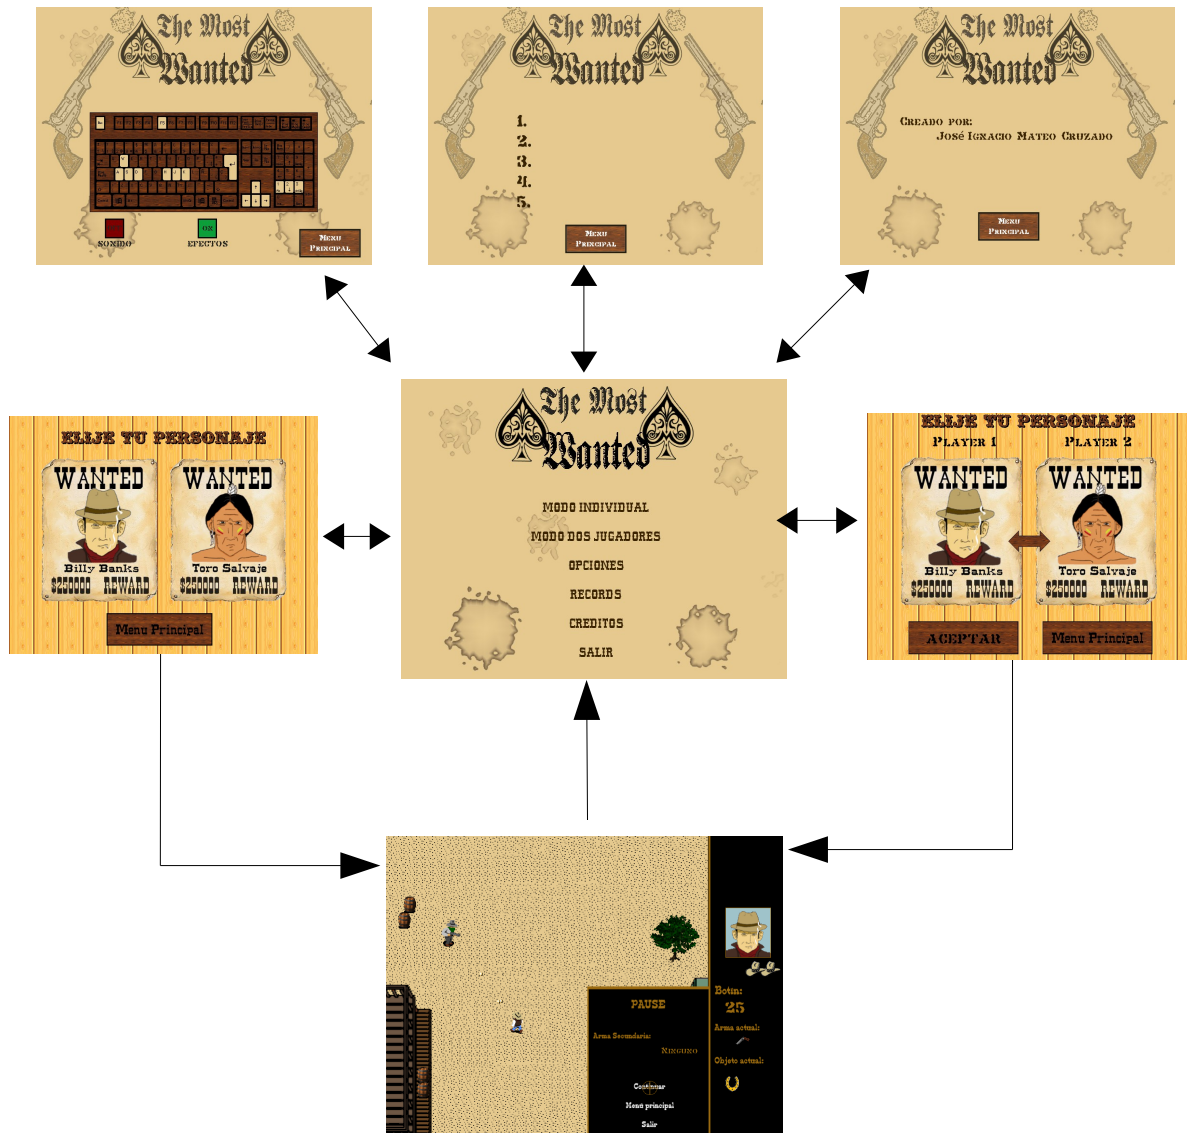 The Most
Wanted
SONIDO
ON
EFECTOS
Menu
Principal
The Most
Wanted
1.
2.
3.
4.
5.
Menu
Principal
The Most
Wanted
Creado por:
José Ignacio Mateo Cruzado
Menu
Principal
ELIJE TU PERSONAJE
WANTED
Billy Banks
$250000 REWARD
WANTED
Toro Salvaje
$250000 REWARD
Menu Principal
The Most
Wanted
MODO INDIVIDUAL
MODO DOS JUGADORES
OPCIONES
RECORDS
CREDITOS
SALIR
ELIJE TU PERSONAJE
Player 1
Player 2
WANTED
Billy Banks
$250000 REWARD
WANTED
Toro Salvaje
$250000 REWARD
ACEPTAR
Menu Principal
PAUSE
Arma Secundaria:
Ninguno
Continuar
Menú principal
Salir
Botín:
25
Arma actual:
Objeto actual: